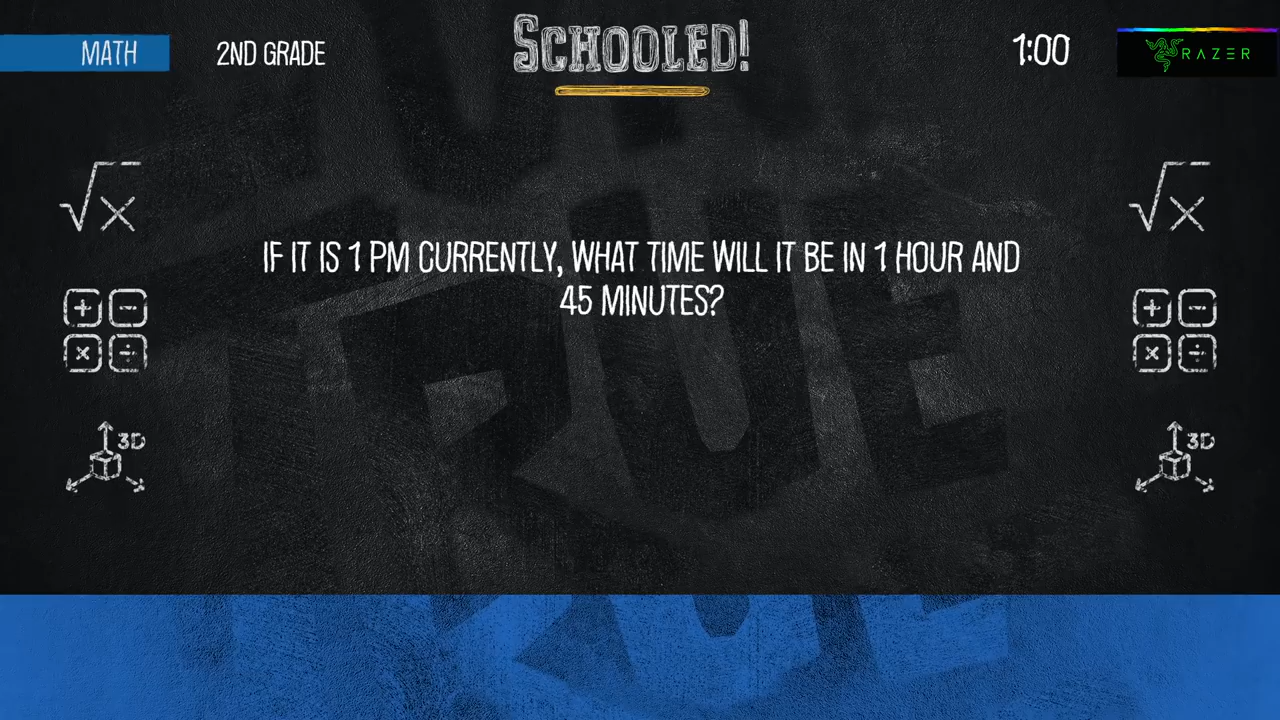 MATH
2ND GRADE
SCHOOLED!
1:00
RAZER
IF IT IS 1 PM CURRENTLY, WHAT TIME WILL IT BE IN 1 HOUR AND
45 MINUTES?
√X
√X
+ -
× ÷
+ -
× ÷
3D
3D
TRUE